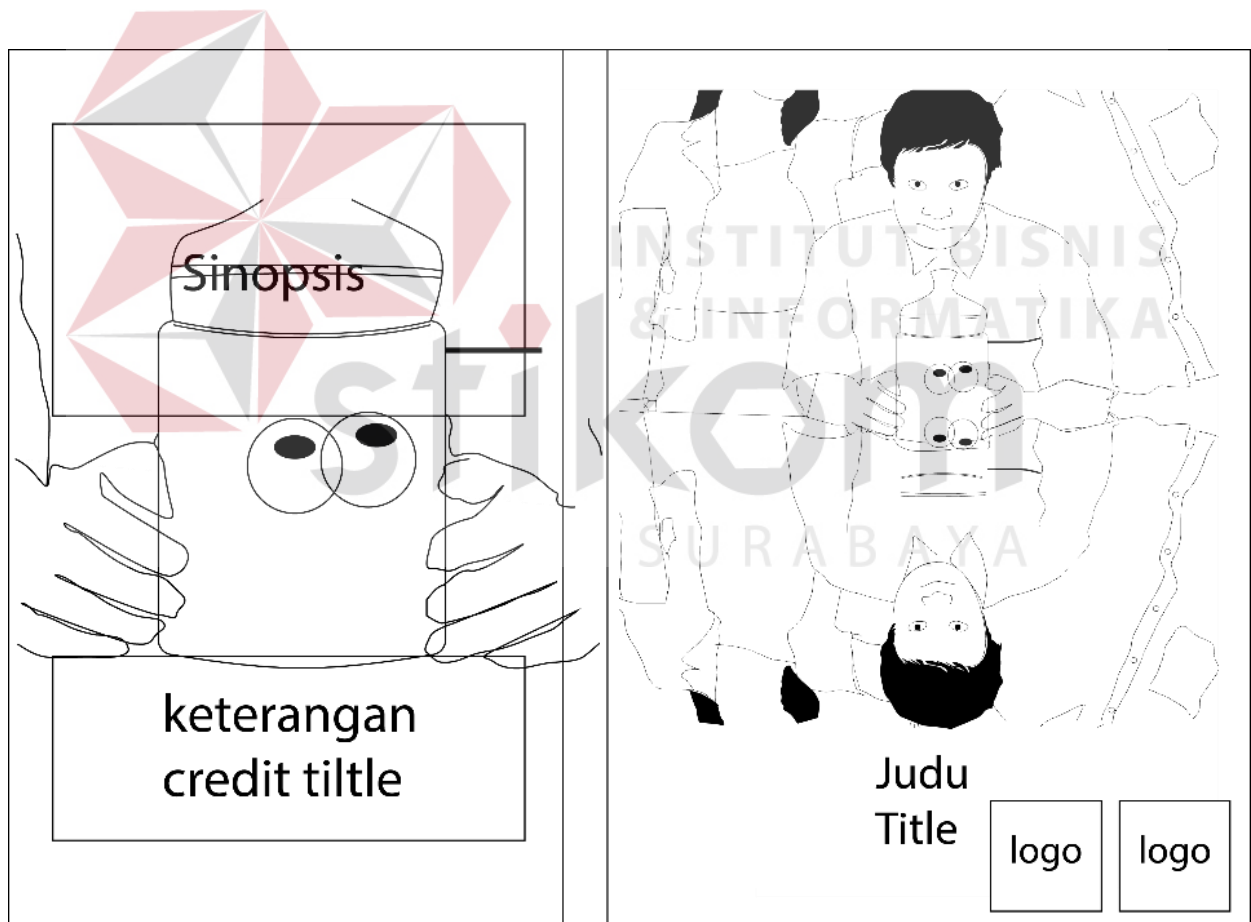 Sinopsis
keterangan
credit tiltle
INSTITUT BISNIS
& INFORMATIKA
stikom
SURABAYA
Judu
Title
logo
logo